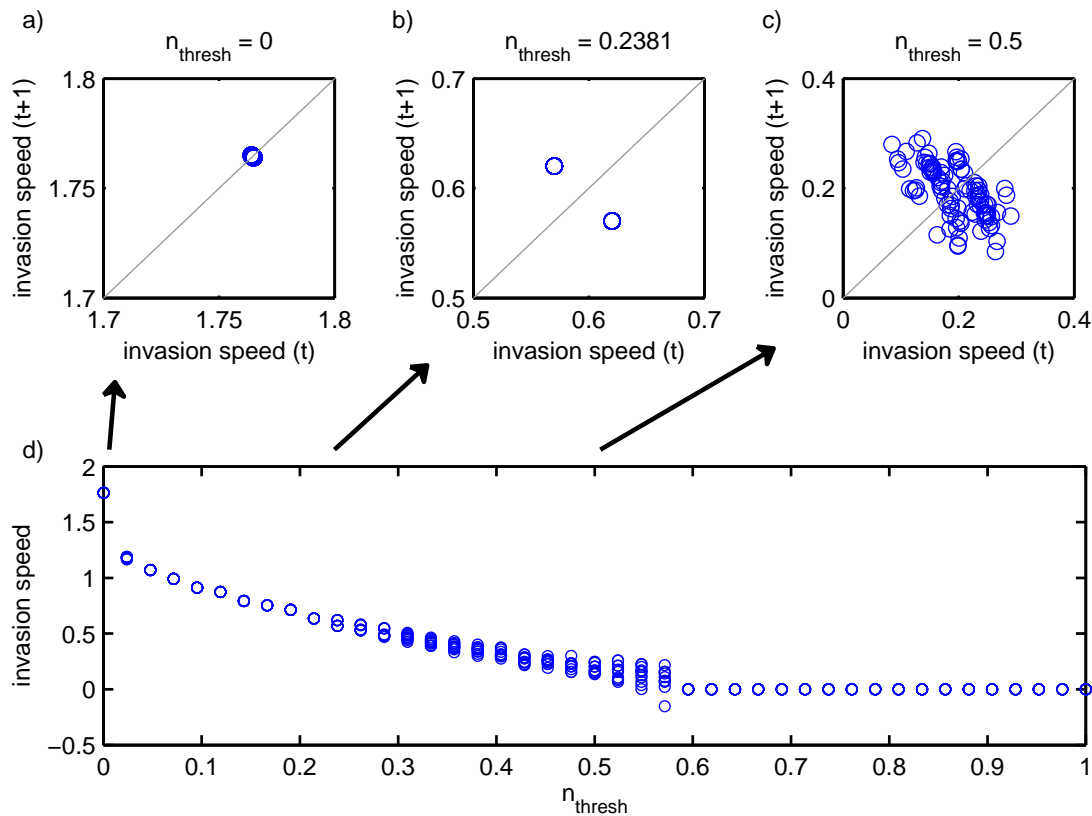 a)
n_thresh = 0
1.8
1.75
1.7
1.7 1.75 1.8
invasion speed (t+1)
invasion speed (t)
b)
n_thresh = 0.2381
0.7
0.6
0.5
0.5 0.6 0.7
invasion speed (t+1)
invasion speed (t)
c)
n_thresh = 0.5
0.4
0.2
0
0 0.2 0.4
invasion speed (t+1)
invasion speed (t)
d)
2
1.5
1
0.5
0
−0.5
invasion speed
0 0.1 0.2 0.3 0.4 0.5 0.6 0.7 0.8 0.9 1
n_thresh